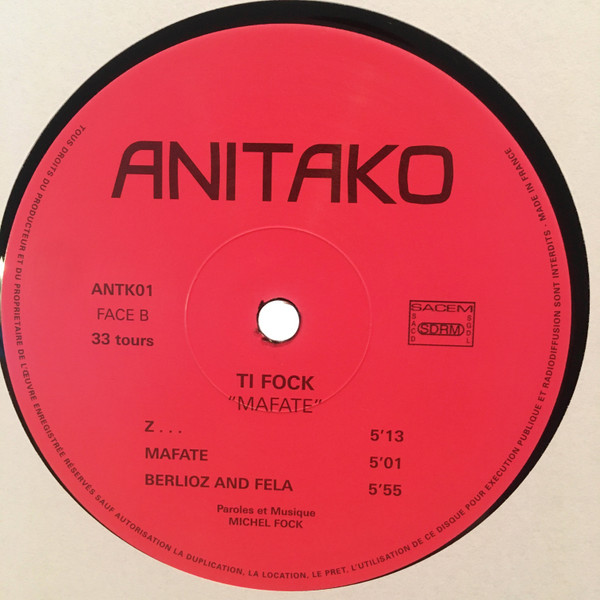 ANITAKO
ANTK01
FACE B
33 tours
SACEM
SACD
SDRM
SGDL
TI FOCK
"MAFATE"
Z . . . 5'13
MAFATE 5'01
BERLIOZ AND FELA 5'55
Paroles et Musique
MICHEL FOCK
TOUS DROITS DU PRODUCTEUR ET DU PROPRIETAIRE DE L'ŒUVRE ENREGISTRÉE RÉSERVÉS SAUF AUTORISATION LA DUPLICATION, LA LOCATION, LE PRET, L'UTILISATION DE CE DISQUE POUR EXECUTION PUBLIQUE ET RADIODIFFUSION SONT INTERDITS · MADE IN FRANCE